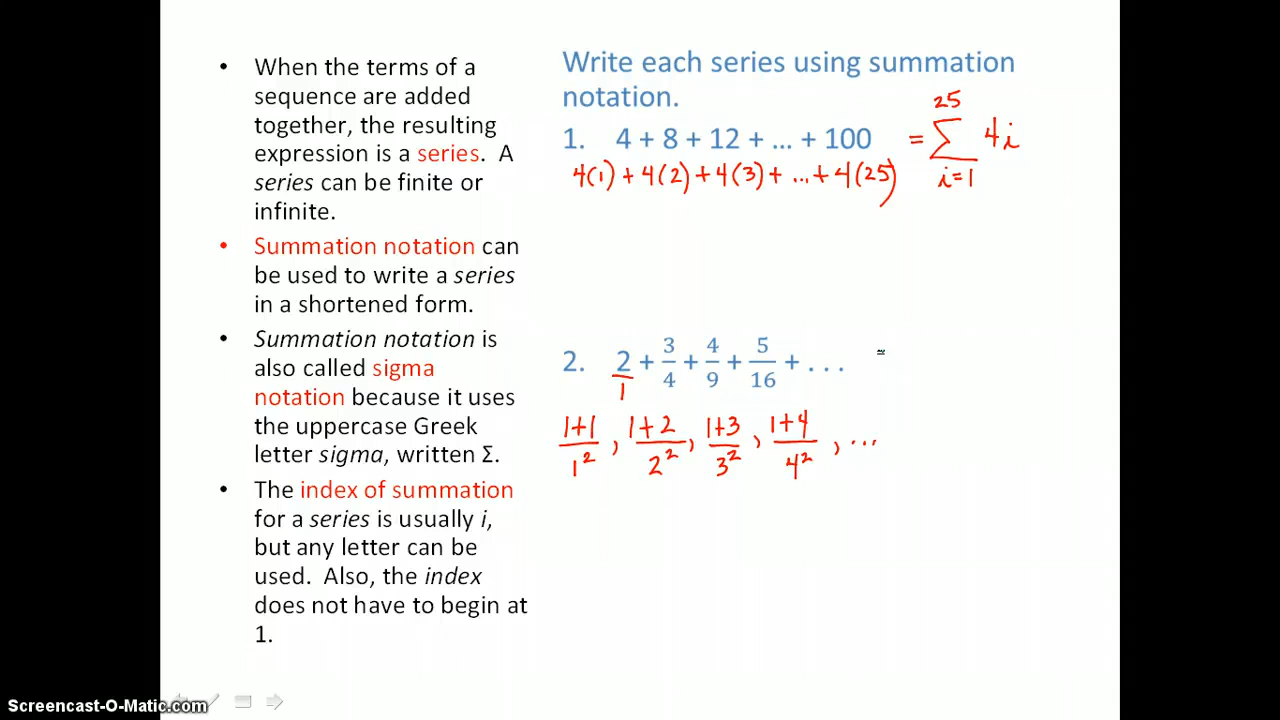 • When the terms of a
sequence are added
together, the resulting
expression is a series. A
series can be finite or
infinite.
• Summation notation can
be used to write a series
in a shortened form.
• Summation notation is
also called sigma
notation because it uses
the uppercase Greek
letter sigma, written Σ.
• The index of summation
for a series is usually i,
but any letter can be
used. Also, the index
does not have to begin at
1.
Write each series using summation
notation.
1. 4 + 8 + 12 + … + 100
4(1) + 4(2) + 4(3) + … + 4(25)
25
= Σ 4i
i=1
2. 2/1 + 3/4 + 4/9 + 5/16 + . . .
1+1/1², 1+2/2², 1+3/3², 1+4/4², …
Screencast-O-Matic.com